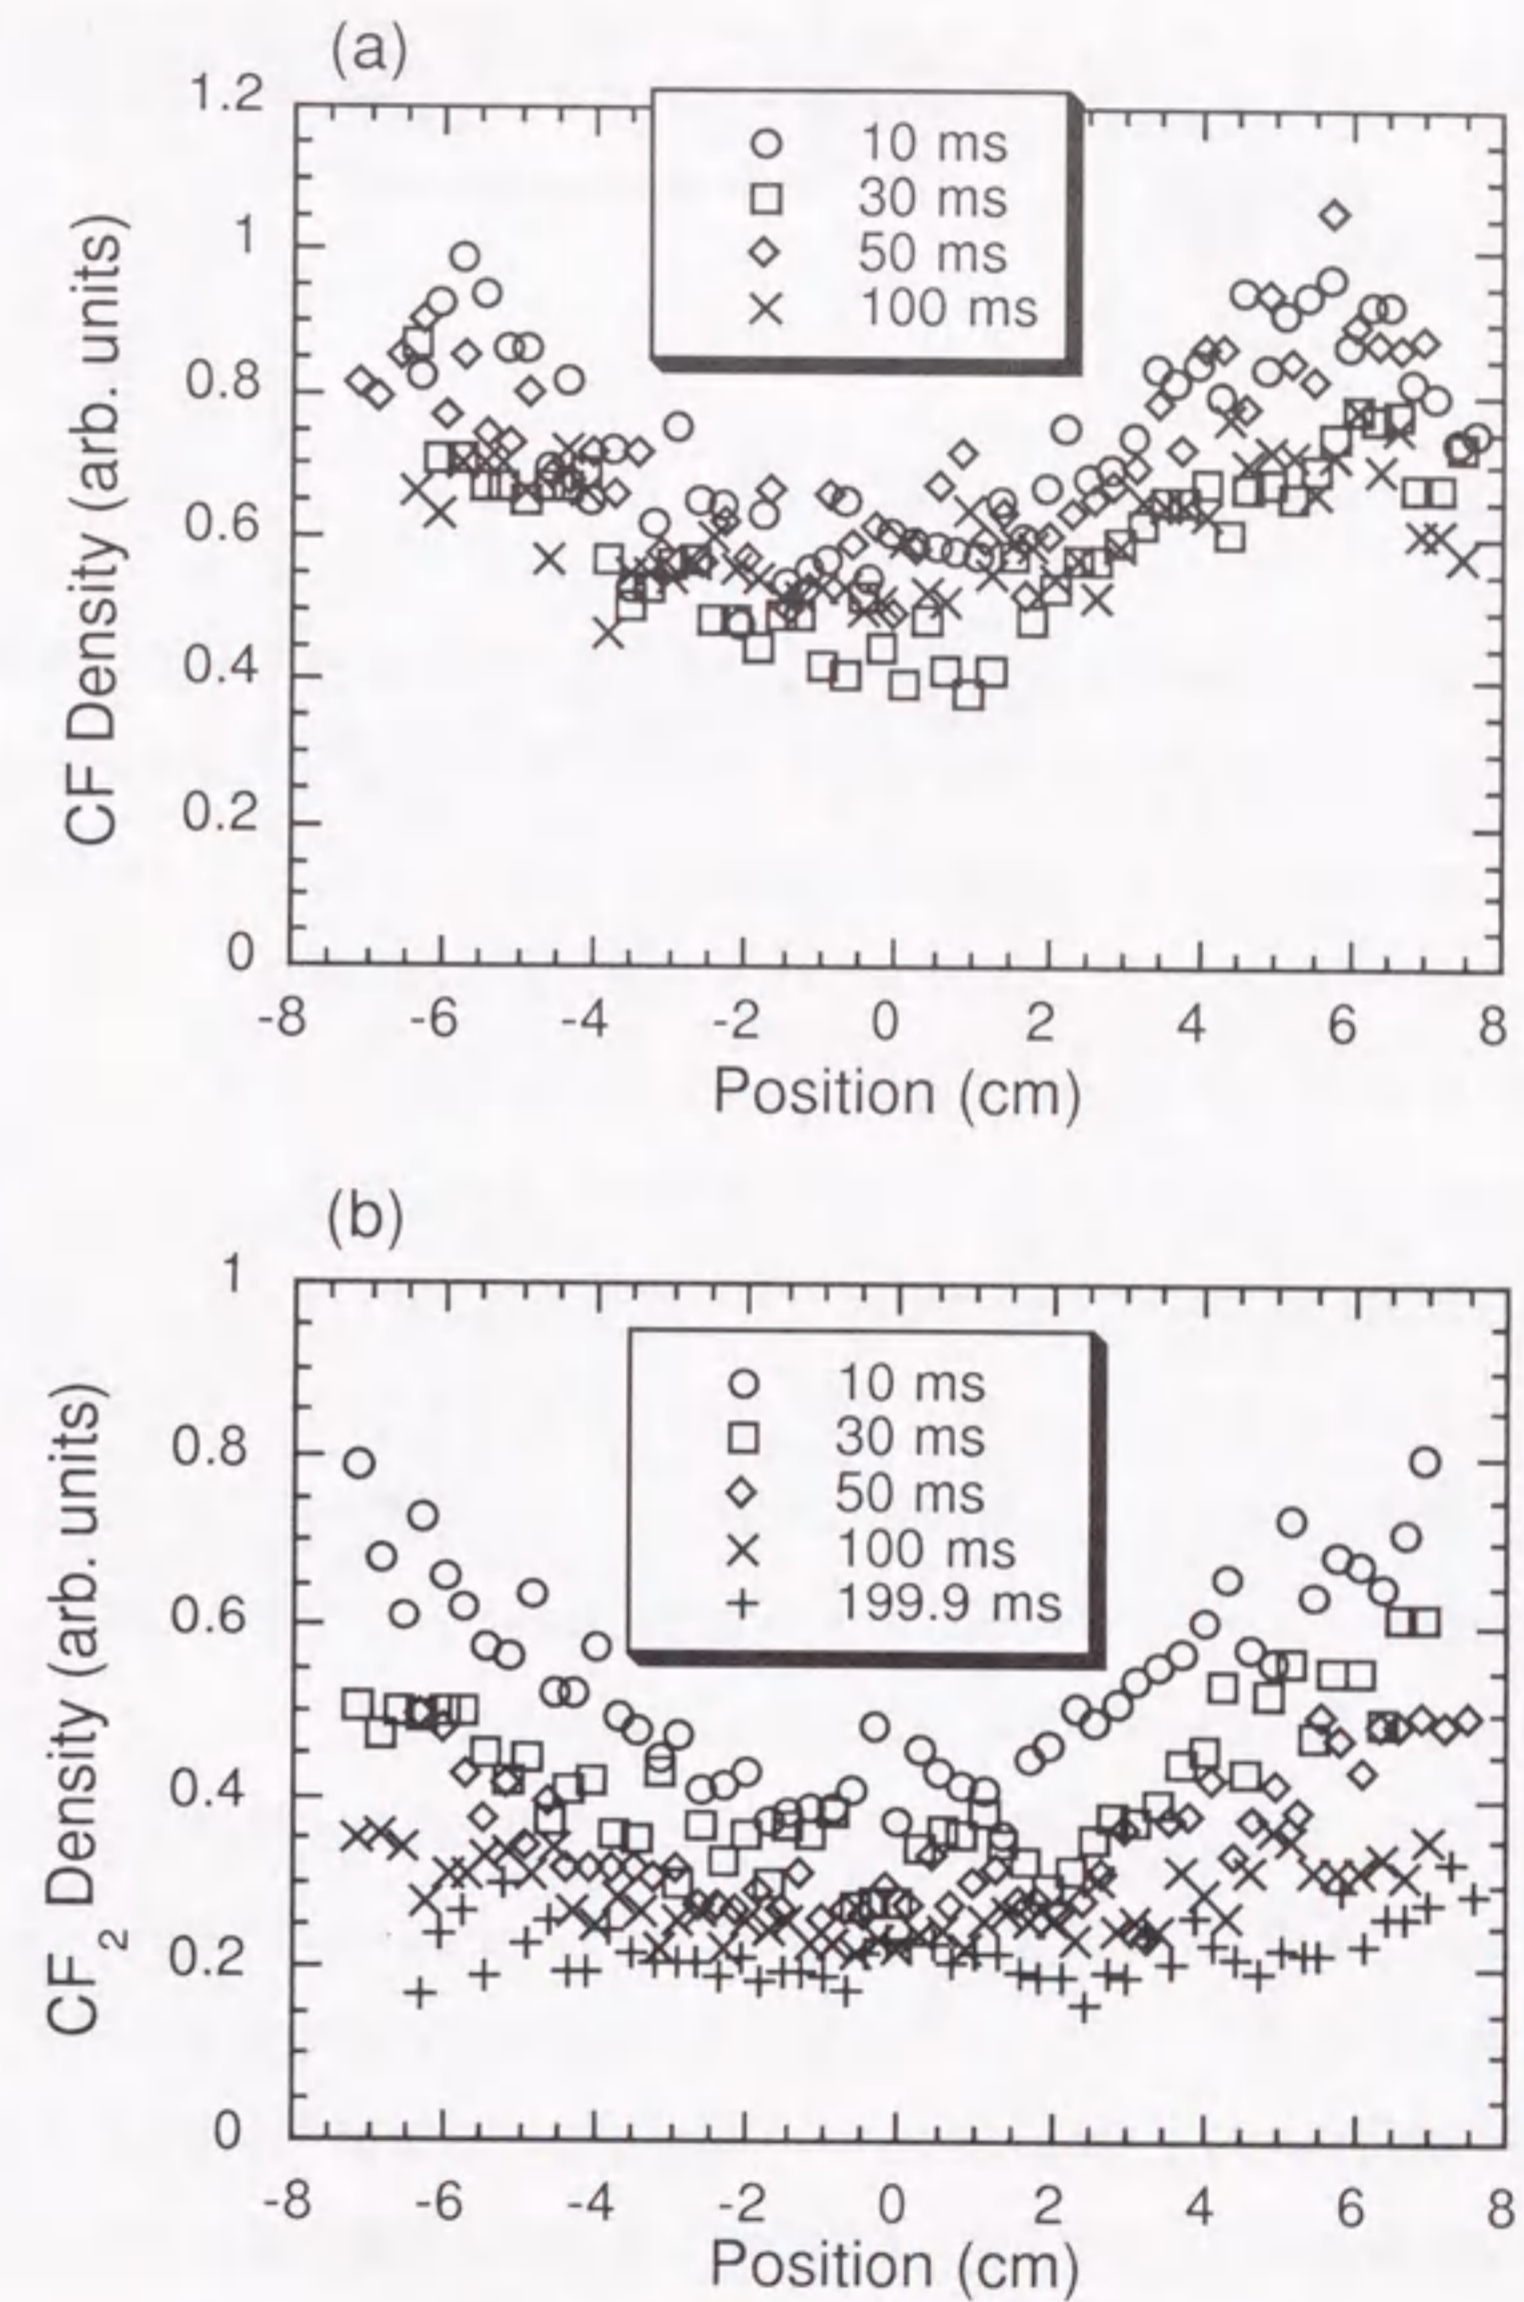 (a)
1.2
1
0.8
0.6
0.4
0.2
0
CF Density (arb. units)
10 ms
30 ms
50 ms
100 ms
-8 -6 -4 -2 0 2 4 6 8
Position (cm)
(b)
1
0.8
0.6
0.4
0.2
0
CF2 Density (arb. units)
10 ms
30 ms
50 ms
100 ms
199.9 ms
-8 -6 -4 -2 0 2 4 6 8
Position (cm)